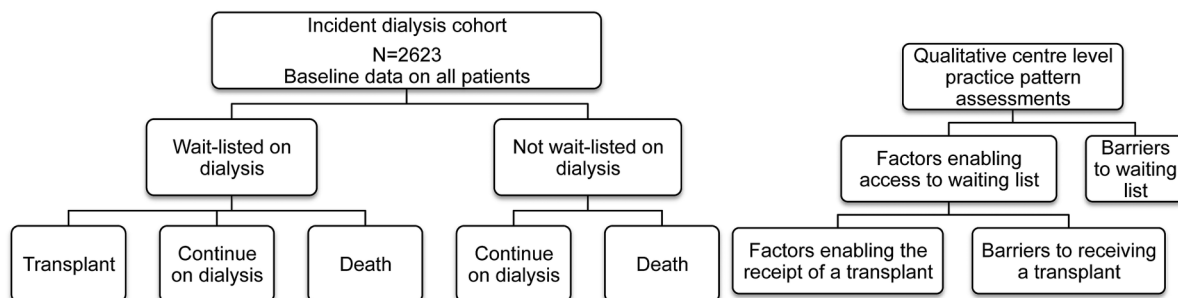 Incident dialysis cohort
N=2623
Baseline data on all patients
Wait-listed on
dialysis
Not wait-listed on
dialysis
Transplant
Continue
on dialysis
Death
Continue
on dialysis
Death
Qualitative centre level
practice pattern
assessments
Factors enabling
access to waiting list
Barriers
to waiting
list
Factors enabling the
receipt of a transplant
Barriers to receiving
a transplant